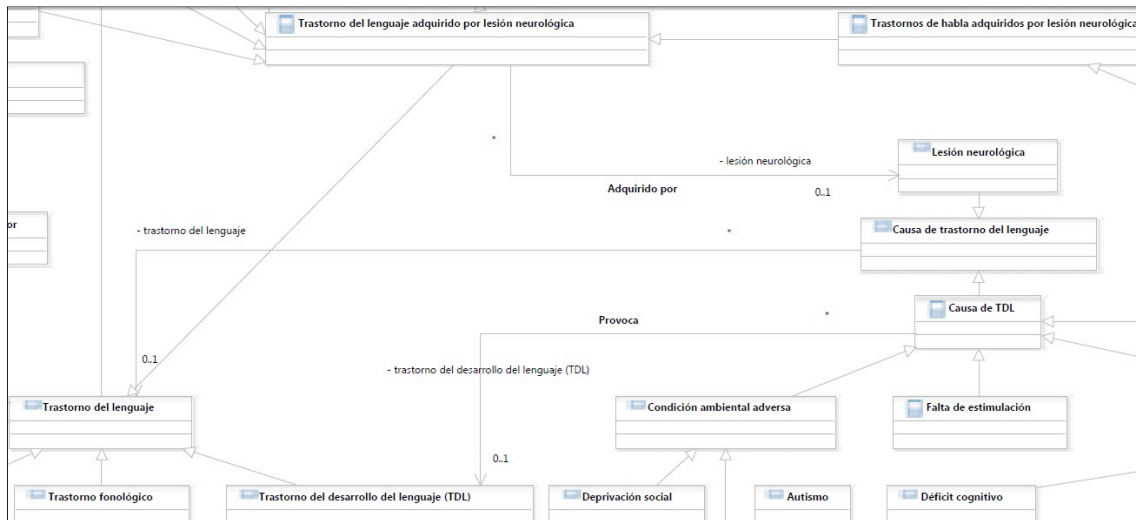 Trastorno del lenguaje adquirido por lesión neurológica
Trastornos de habla adquiridos por lesión neurológica
*
- lesión neurológica
Lesión neurológica
Adquirido por
0..1
or
- trastorno del lenguaje
*
Causa de trastorno del lenguaje
Causa de TDL
Provoca
*
0..1
- trastorno del desarrollo del lenguaje (TDL)
Trastorno del lenguaje
Condición ambiental adversa
Falta de estimulación
0..1
Trastorno fonológico
Trastorno del desarrollo del lenguaje (TDL)
Deprivación social
Autismo
Déficit cognitivo